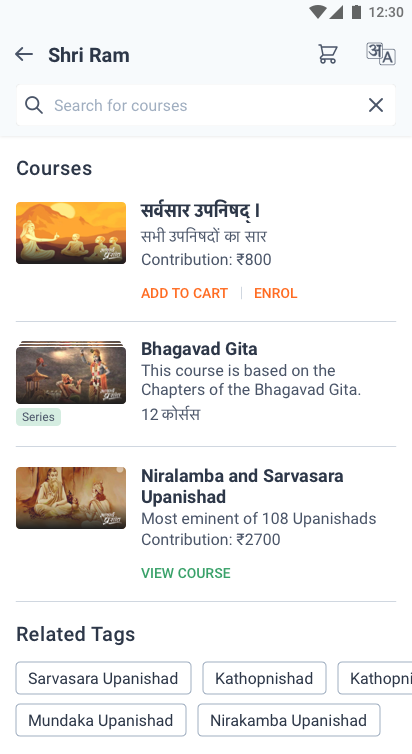 12:30
Shri Ram
अ A
Search for courses
Courses
सर्वसार उपनिषद् ।
सभी उपनिषदों का सार
Contribution: ₹800
ADD TO CART | ENROL
Bhagavad Gita
This course is based on the
Chapters of the Bhagavad Gita.
Series
12 कोर्सस
Niralamba and Sarvasara
Upanishad
Most eminent of 108 Upanishads
Contribution: ₹2700
VIEW COURSE
Related Tags
Sarvasara Upanishad Kathopnishad Kathopni
Mundaka Upanishad Nirakamba Upanishad